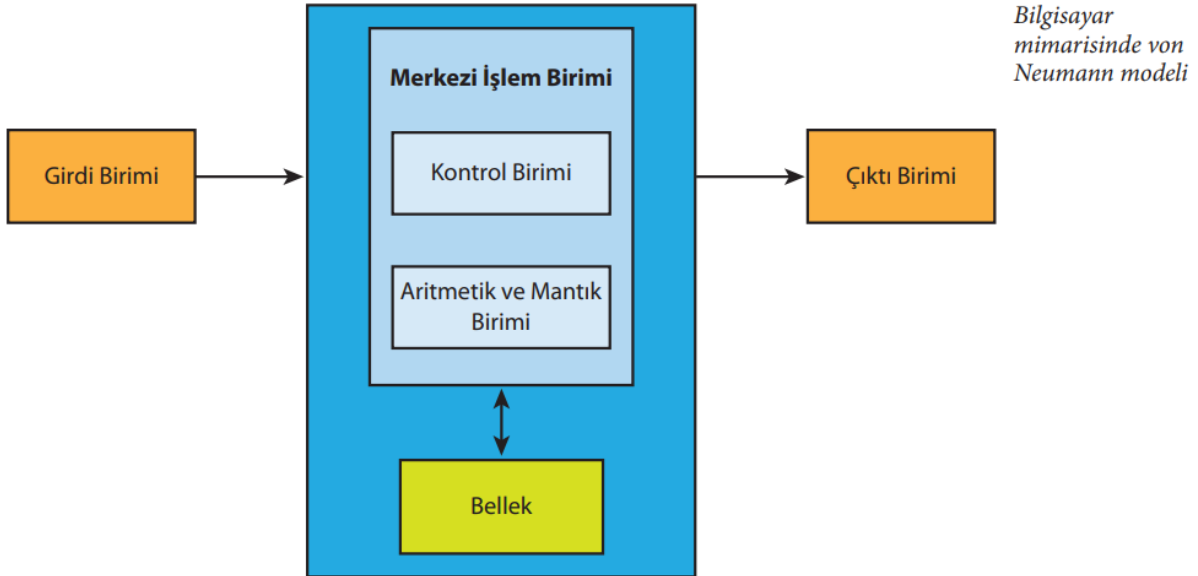 Bilgisayar
mimarisinde von
Neumann modeli
Merkezi İşlem Birimi
Girdi Birimi
Kontrol Birimi
Çıktı Birimi
Aritmetik ve Mantık
Birimi
Bellek